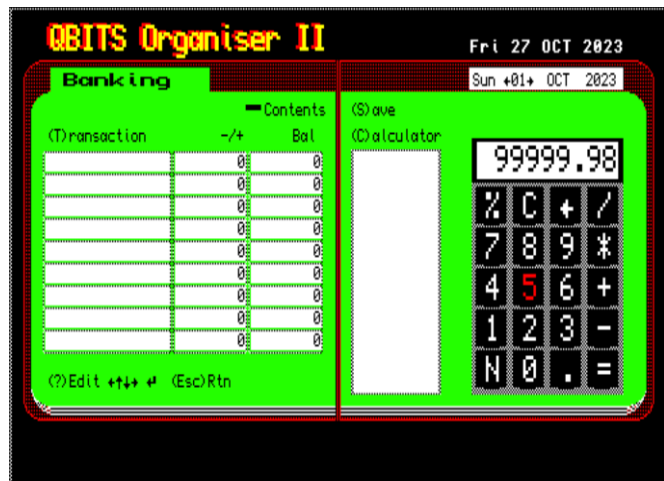 QBITS Organiser II
Fri 27 OCT 2023
Banking
Sun ←01→ OCT 2023
Contents
(T)ransaction -/+ Bal
0 0
0 0
0 0
0 0
0 0
0 0
0 0
0 0
0 0
(?)Edit ←↑↓→ ↵ (Esc)Rtn
(S)ave
(C)alculator
99999.98
% C ← /
7 8 9 *
4 5 6 +
1 2 3 -
N 0 . =